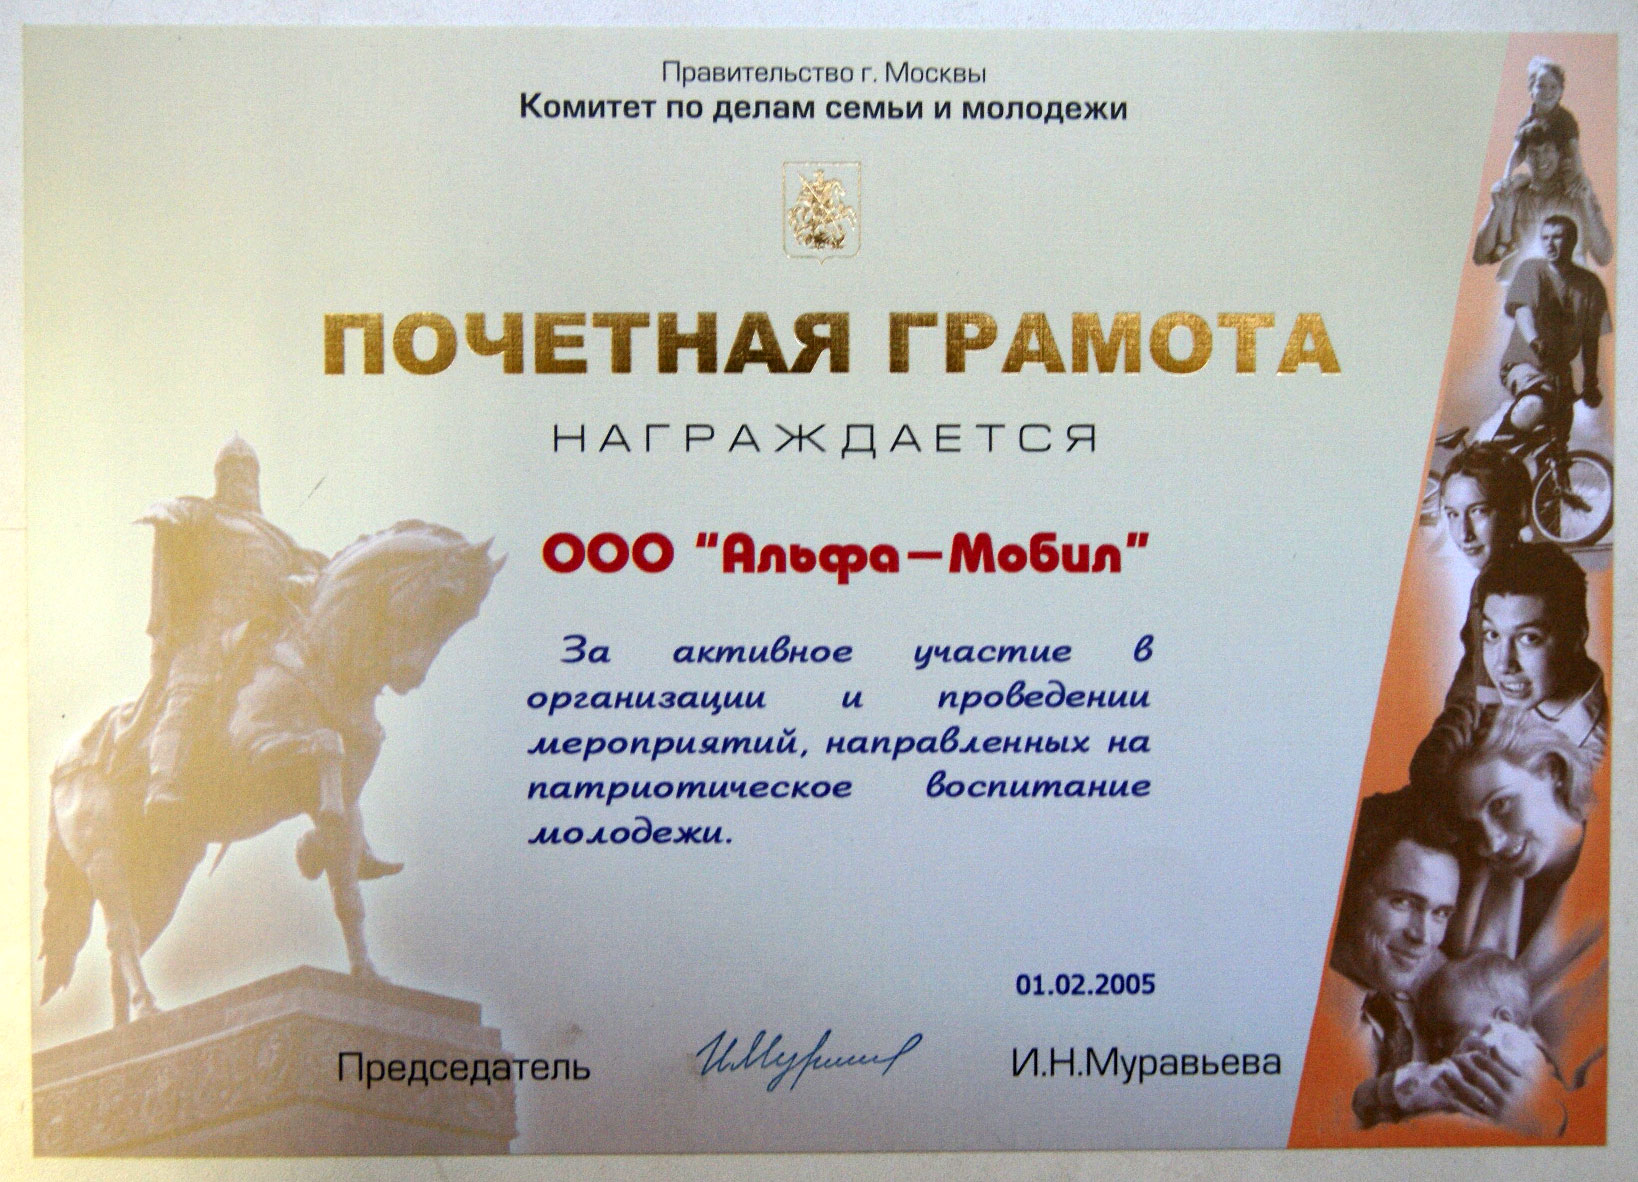 Правительство г. Москвы
Комитет по делам семьи и молодежи
ПОЧЕТНАЯ ГРАМОТА
НАГРАЖДАЕТСЯ
ООО "Альфа–Мобил"
За активное участие в
организации и проведении
мероприятий, направленных на
патриотическое воспитание
молодежи.
01.02.2005
Председатель
И.Н.Муравьева